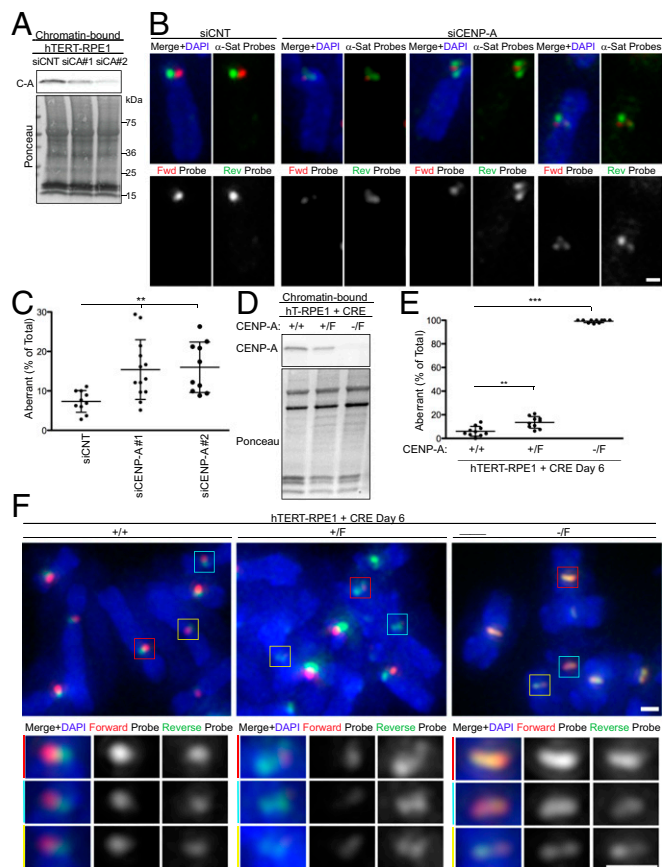 A
Chromatin-bound
hTERT-RPE1
siCNT siCA#1 siCA#2
C-A
kDa
75
36
25
15
Ponceau
B
siCNT
siCENP-A
Merge+DAPI α-Sat Probes Merge+DAPI α-Sat Probes Merge+DAPI α-Sat Probes Merge+DAPI α-Sat Probes
Fwd Probe Rev Probe Fwd Probe Rev Probe Fwd Probe Rev Probe Fwd Probe Rev Probe
C
Aberrant (% of Total)
30
20
10
0
**
siCNT
siCENP-A #1
siCENP-A #2
D
Chromatin-bound
hT-RPE1 + CRE
CENP-A: +/+ +/F -/F
CENP-A
Ponceau
E
Aberrant (% of Total)
100
80
60
40
20
0
***
**
CENP-A: +/+ +/F -/F
hTERT-RPE1 + CRE Day 6
F
hTERT-RPE1 + CRE Day 6
+/+ +/F -/F
Merge+DAPI Forward Probe Reverse Probe Merge+DAPI Forward Probe Reverse Probe Merge+DAPI Forward Probe Reverse Probe